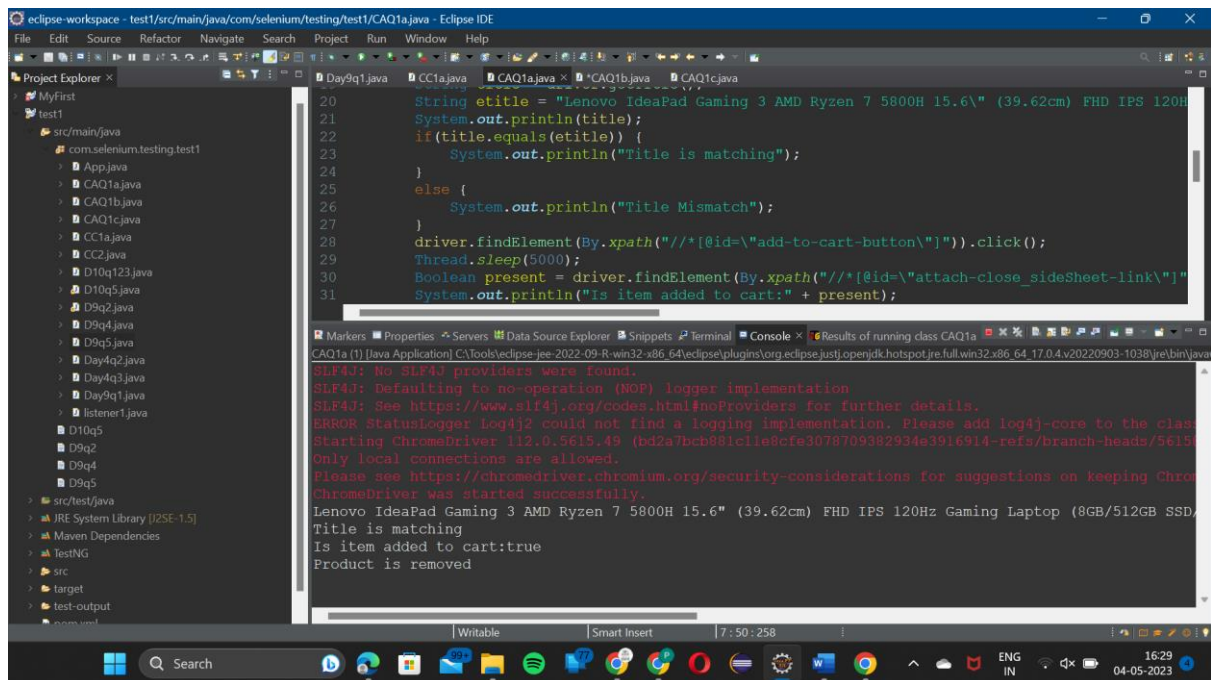 eclipse-workspace - test1/src/main/java/com/selenium/testing/test1/CAQ1a.java - Eclipse IDE
File Edit Source Refactor Navigate Search Project Run Window Help
Project Explorer
MyFirst
test1
src/main/java
com.selenium.testing.test1
App.java
CAQ1a.java
CAQ1b.java
CAQ1c.java
CC1a.java
CC2.java
D10q123.java
D10q5.java
D9q2.java
D9q4.java
D9q5.java
Day4q2.java
Day4q3.java
Day9q1.java
listener1.java
D10q5
D9q2
D9q4
D9q5
src/test/java
JRE System Library [J2SE-1.5]
Maven Dependencies
TestNG
src
target
test-output
pom.xml
Day9q1.java CC1a.java CAQ1a.java *CAQ1b.java CAQ1c.java
20 String etitle = "Lenovo IdeaPad Gaming 3 AMD Ryzen 7 5800H 15.6\" (39.62cm) FHD IPS 120H
21 System.out.println(title);
22 if(title.equals(etitle)) {
23 System.out.println("Title is matching");
24 }
25 else {
26 System.out.println("Title Mismatch");
27 }
28 driver.findElement(By.xpath("//*[@id=\"add-to-cart-button\"]")).click();
29 Thread.sleep(5000);
30 Boolean present = driver.findElement(By.xpath("//*[@id=\"attach-close_sideSheet-link\"]"
31 System.out.println("Is item added to cart:" + present);
Markers Properties Servers Data Source Explorer Snippets Terminal Console Results of running class CAQ1a
CAQ1a (1) [Java Application] C:\Tools\eclipse-jee-2022-09-R-win32-x86_64\eclipse\plugins\org.eclipse.justj.openjdk.hotspot.jre.full.win32.x86_64_17.0.4.v20220903-1038\jre\bin\java
SLF4J: No SLF4J providers were found.
SLF4J: Defaulting to no-operation (NOP) logger implementation
SLF4J: See https://www.slf4j.org/codes.html#noProviders for further details.
ERROR StatusLogger Log4j2 could not find a logging implementation. Please add log4j-core to the clas
Starting ChromeDriver 112.0.5615.49 (bd2a7bcb881c11e8cfe3078709382934e3916914-refs/branch-heads/5615
Only local connections are allowed.
Please see https://chromedriver.chromium.org/security-considerations for suggestions on keeping Chro
ChromeDriver was started successfully.
Lenovo IdeaPad Gaming 3 AMD Ryzen 7 5800H 15.6" (39.62cm) FHD IPS 120Hz Gaming Laptop (8GB/512GB SSD/
Title is matching
Is item added to cart:true
Product is removed
Writable Smart Insert 7 : 50 : 258
Search
99+
77
ENG
IN
16:29
04-05-2023
4